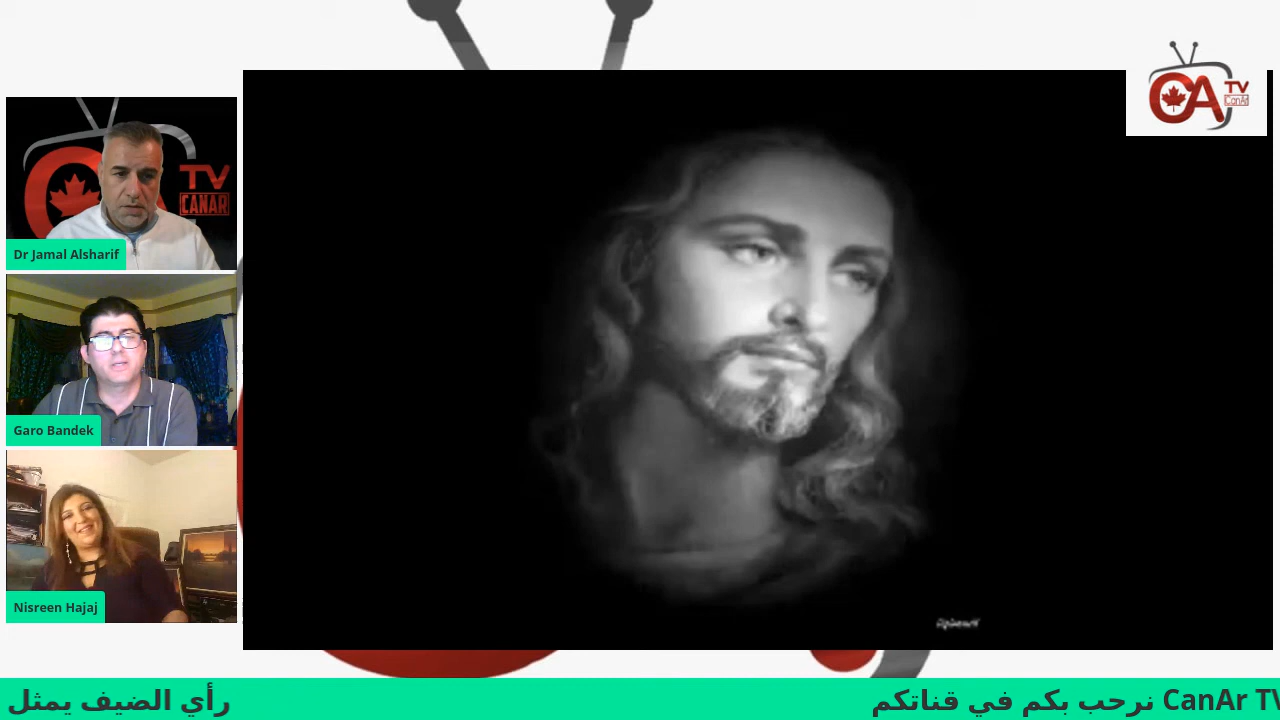 TV
CanAr
TV
CANAR
Dr Jamal Alsharif
Garo Bandek
Nisreen Hajaj
نرحب بكم في قناتكم CanAr TV
رأي الضيف يمثل